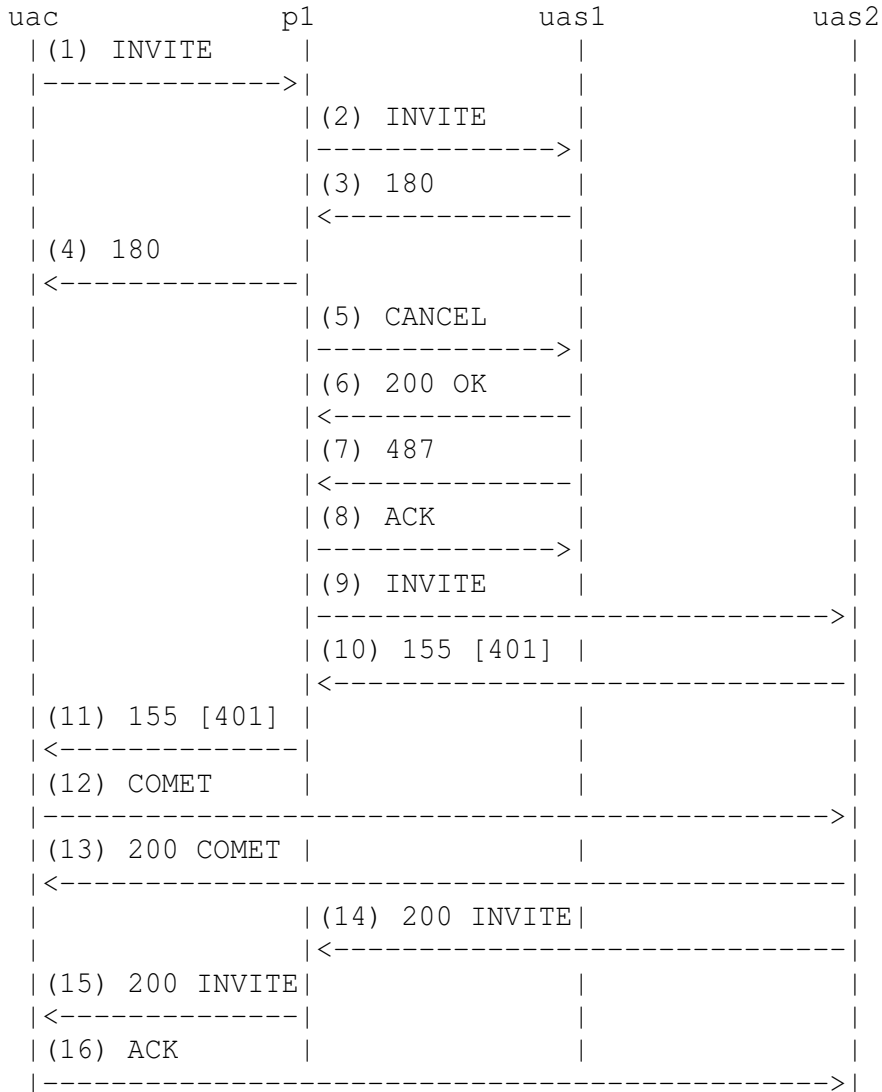 uac p1 uas1 uas2
(1) INVITE
(2) INVITE
(3) 180
(4) 180
(5) CANCEL
(6) 200 OK
(7) 487
(8) ACK
(9) INVITE
(10) 155 [401]
(11) 155 [401]
(12) COMET
(13) 200 COMET
(14) 200 INVITE
(15) 200 INVITE
(16) ACK